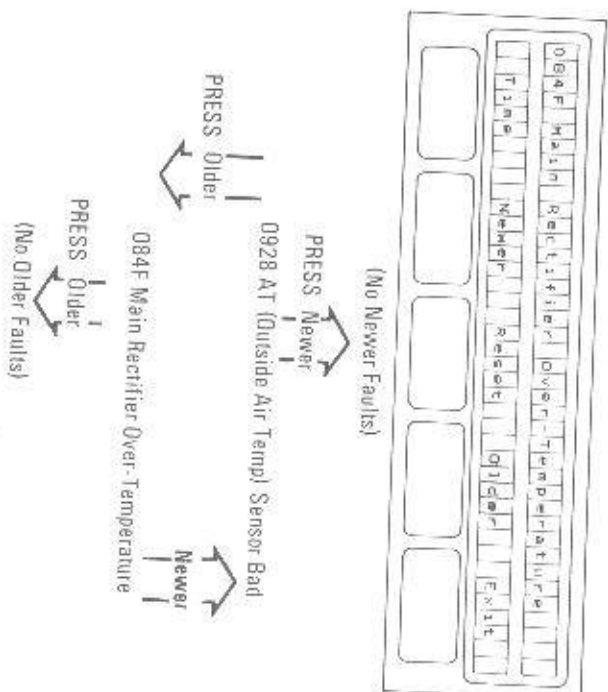 084F Main Rectifier Over-Temperature
Time Newer Reset Older Exit
(No Newer Faults)
PRESS Newer
0928 AT (Outside Air Temp) Sensor Bad
PRESS Older
Newer
084F Main Rectifier Over-Temperature
PRESS Older
(No Older Faults)